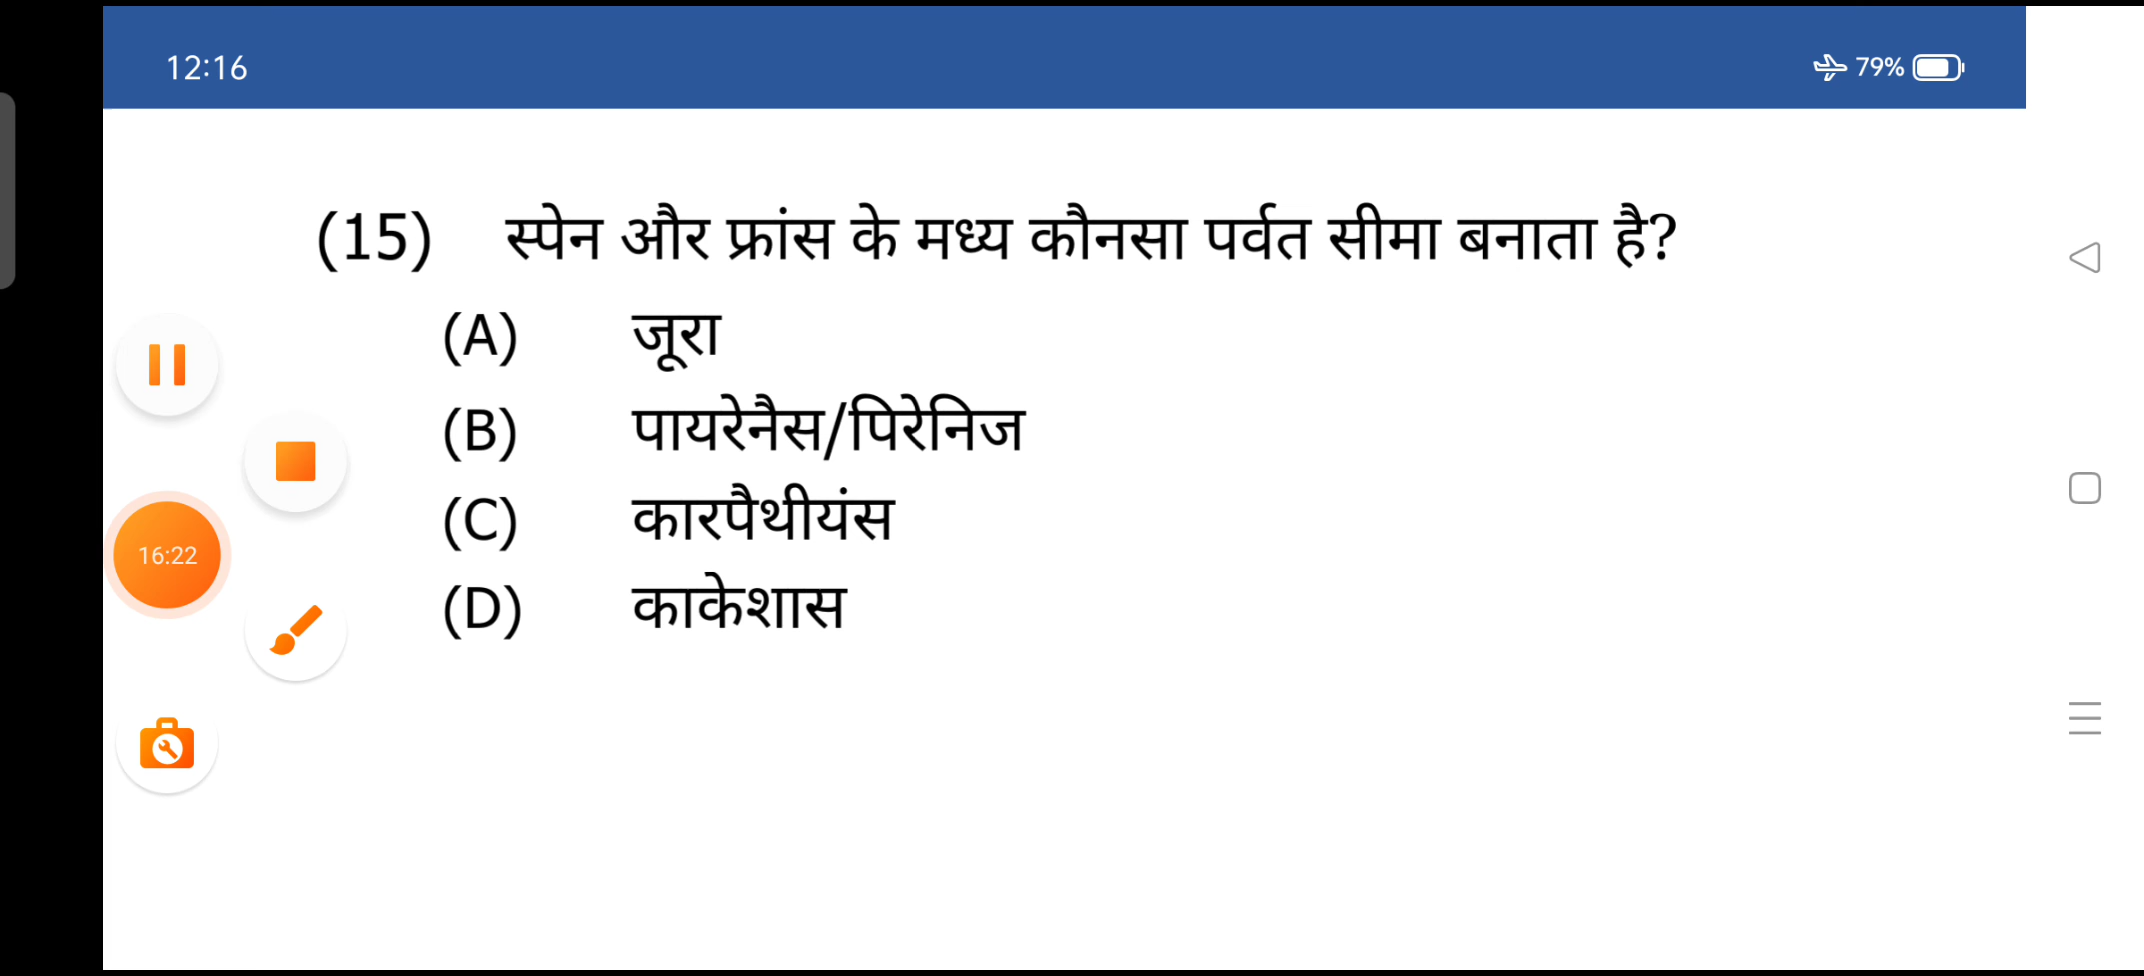 12:16
79%
(15) स्पेन और फ्रांस के मध्य कौनसा पर्वत सीमा बनाता है?
(A) जूरा
(B) पायरेनैस/पिरेनिज
(C) कारपैथीयंस
(D) काकेशास
16:22